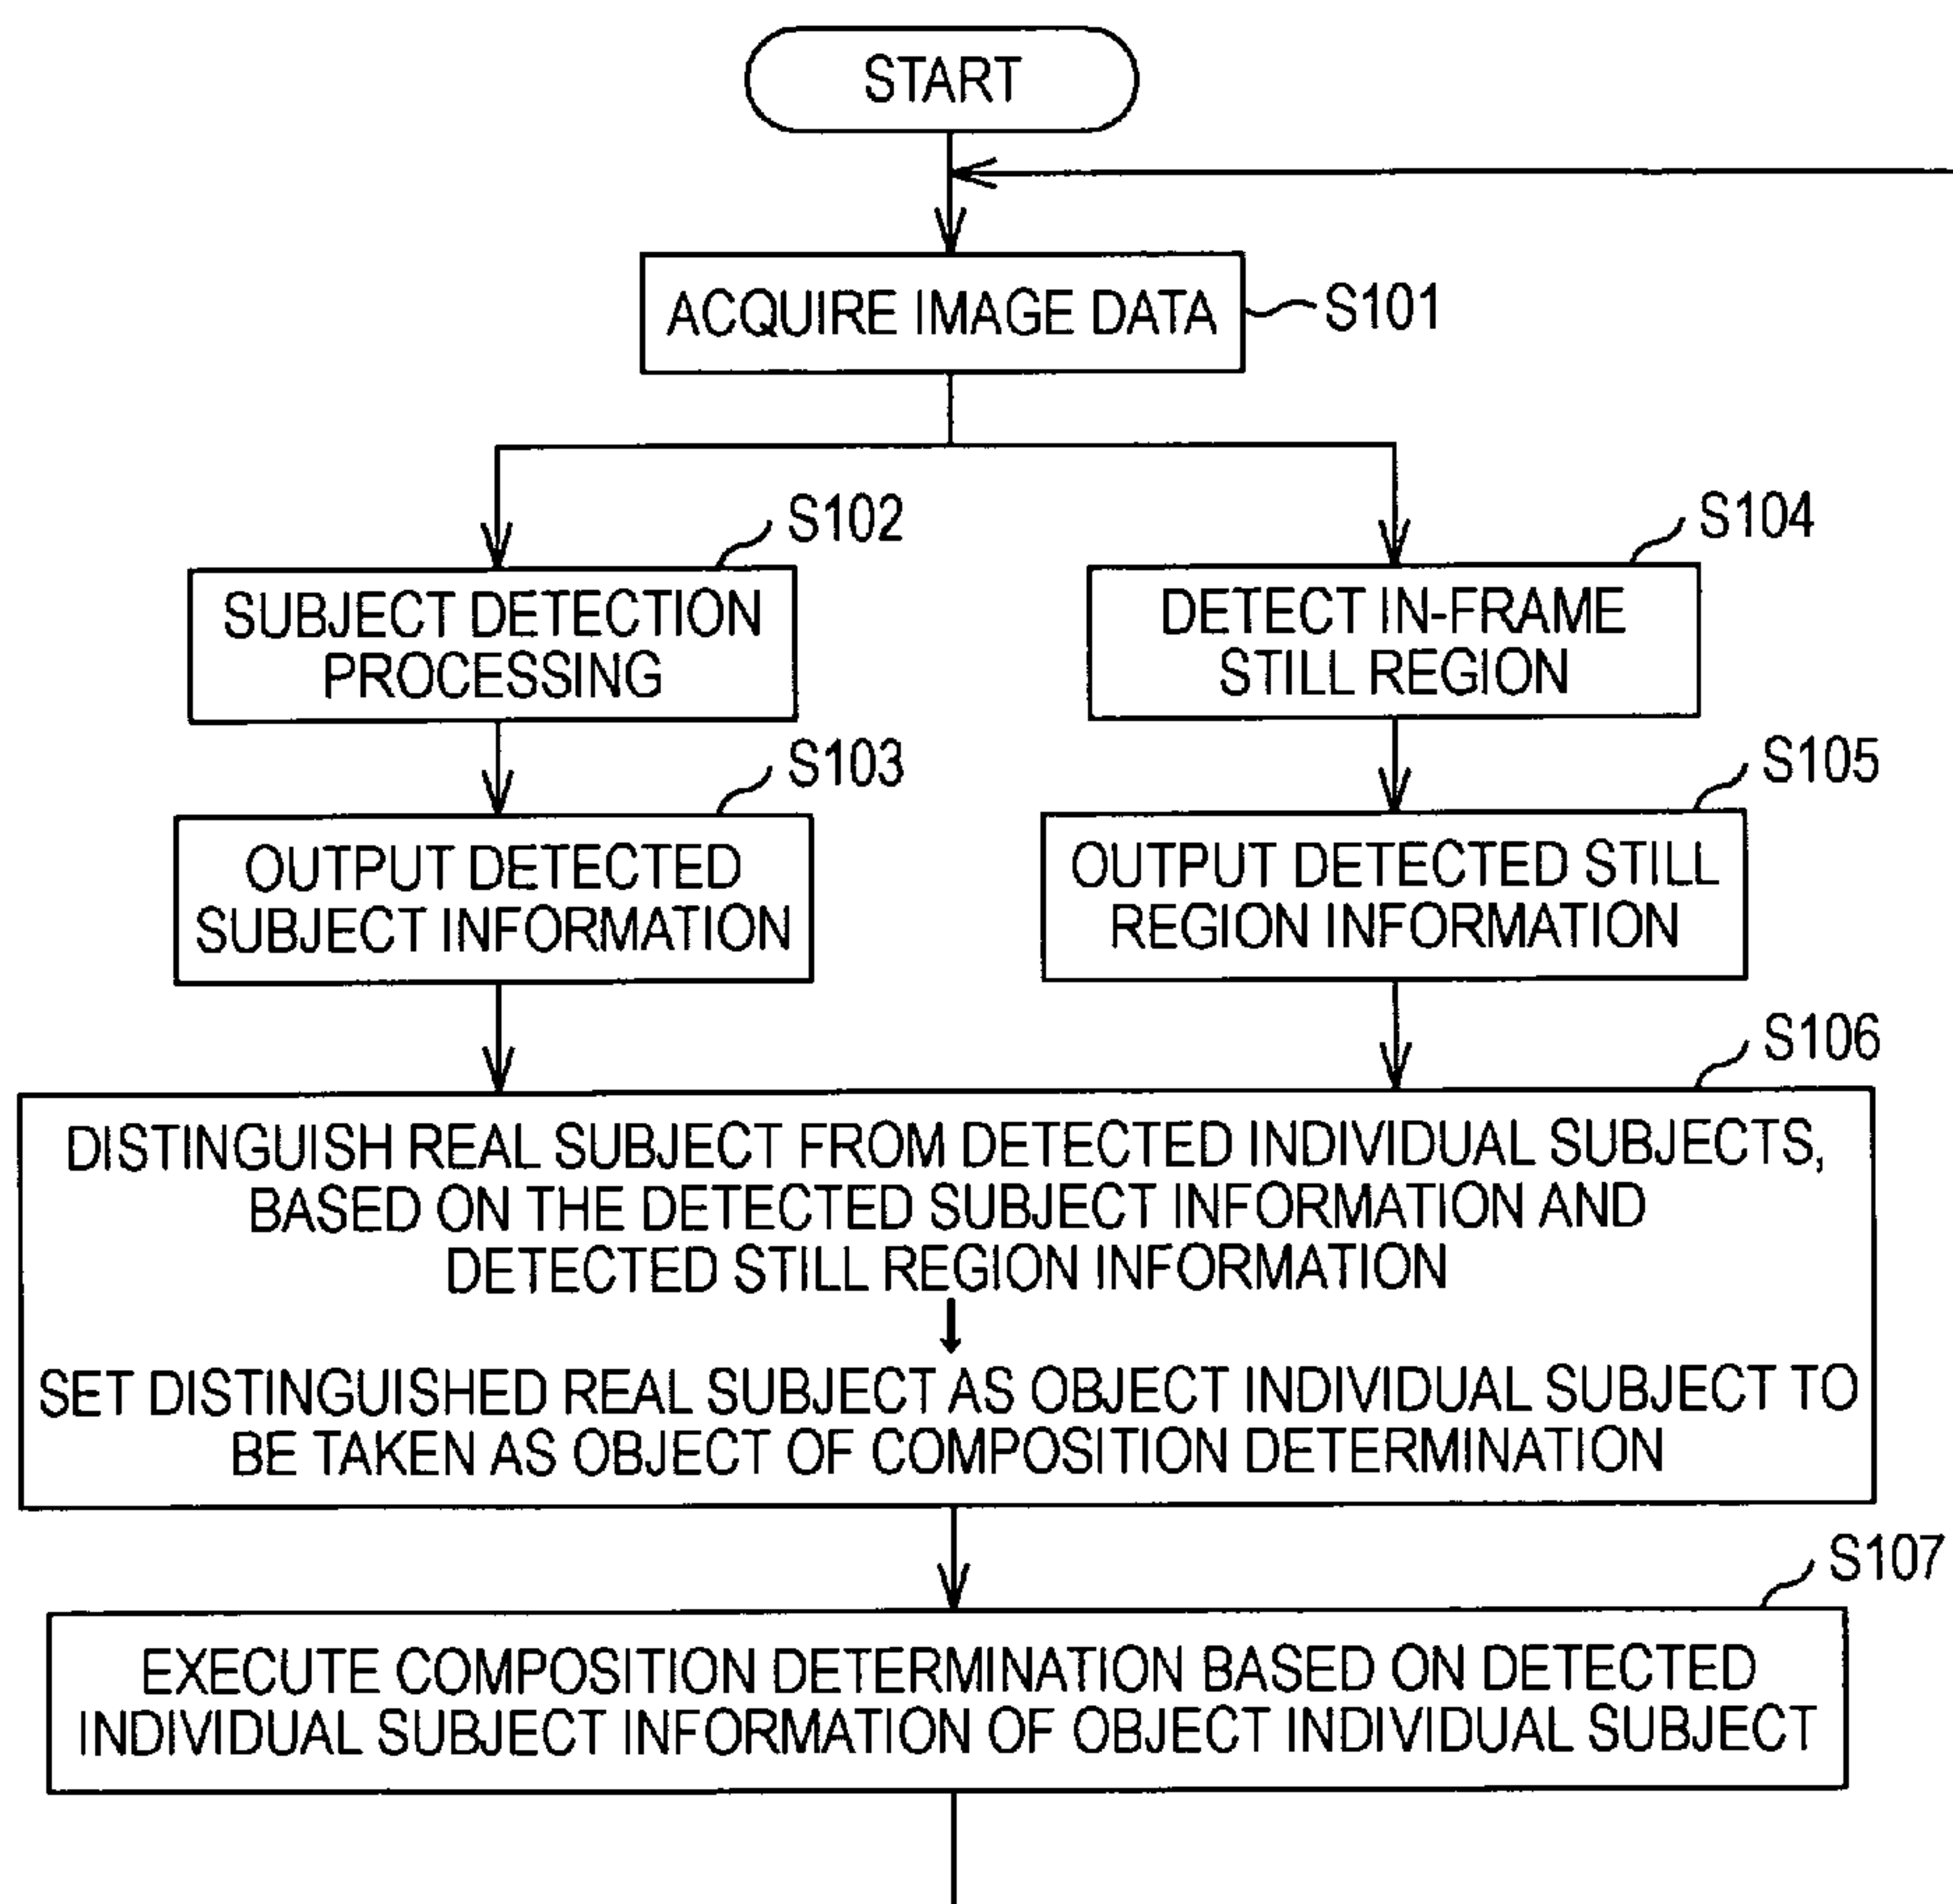 START
ACQUIRE IMAGE DATA
S101
S102
SUBJECT DETECTION
PROCESSING
S104
DETECT IN-FRAME
STILL REGION
S103
OUTPUT DETECTED
SUBJECT INFORMATION
S105
OUTPUT DETECTED STILL
REGION INFORMATION
S106
DISTINGUISH REAL SUBJECT FROM DETECTED INDIVIDUAL SUBJECTS,
BASED ON THE DETECTED SUBJECT INFORMATION AND
DETECTED STILL REGION INFORMATION
SET DISTINGUISHED REAL SUBJECT AS OBJECT INDIVIDUAL SUBJECT TO
BE TAKEN AS OBJECT OF COMPOSITION DETERMINATION
S107
EXECUTE COMPOSITION DETERMINATION BASED ON DETECTED
INDIVIDUAL SUBJECT INFORMATION OF OBJECT INDIVIDUAL SUBJECT